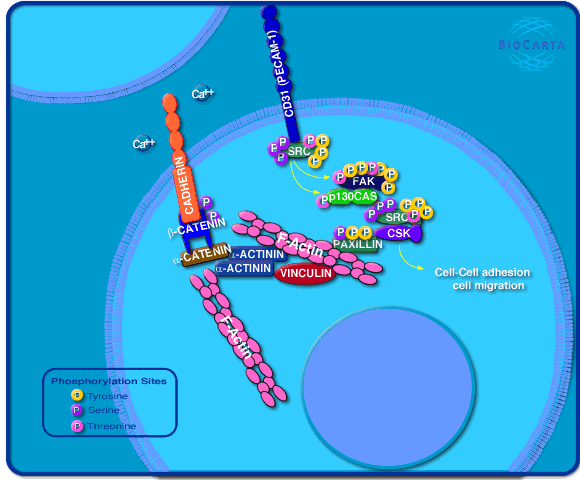 BIOCARTA
CD31 (PECAM-1)
Ca++
Ca++
CADHERIN
P
P
P
P
P
P
P
SRC
P
P
P
P
P
P
P
P
FAK
P
p130CAS
P
P
β-CATENIN
P
P
P
P
P
P
P
SRC
CSK
P
P
P
PAXILLIN
F-Actin
α-CATENIN
α-ACTININ
α-ACTININ
VINCULIN
Cell-Cell adhesion
cell migration
F-Actin
Phosphorylation Sites
P Tyrosine
P Serine
P Threonine